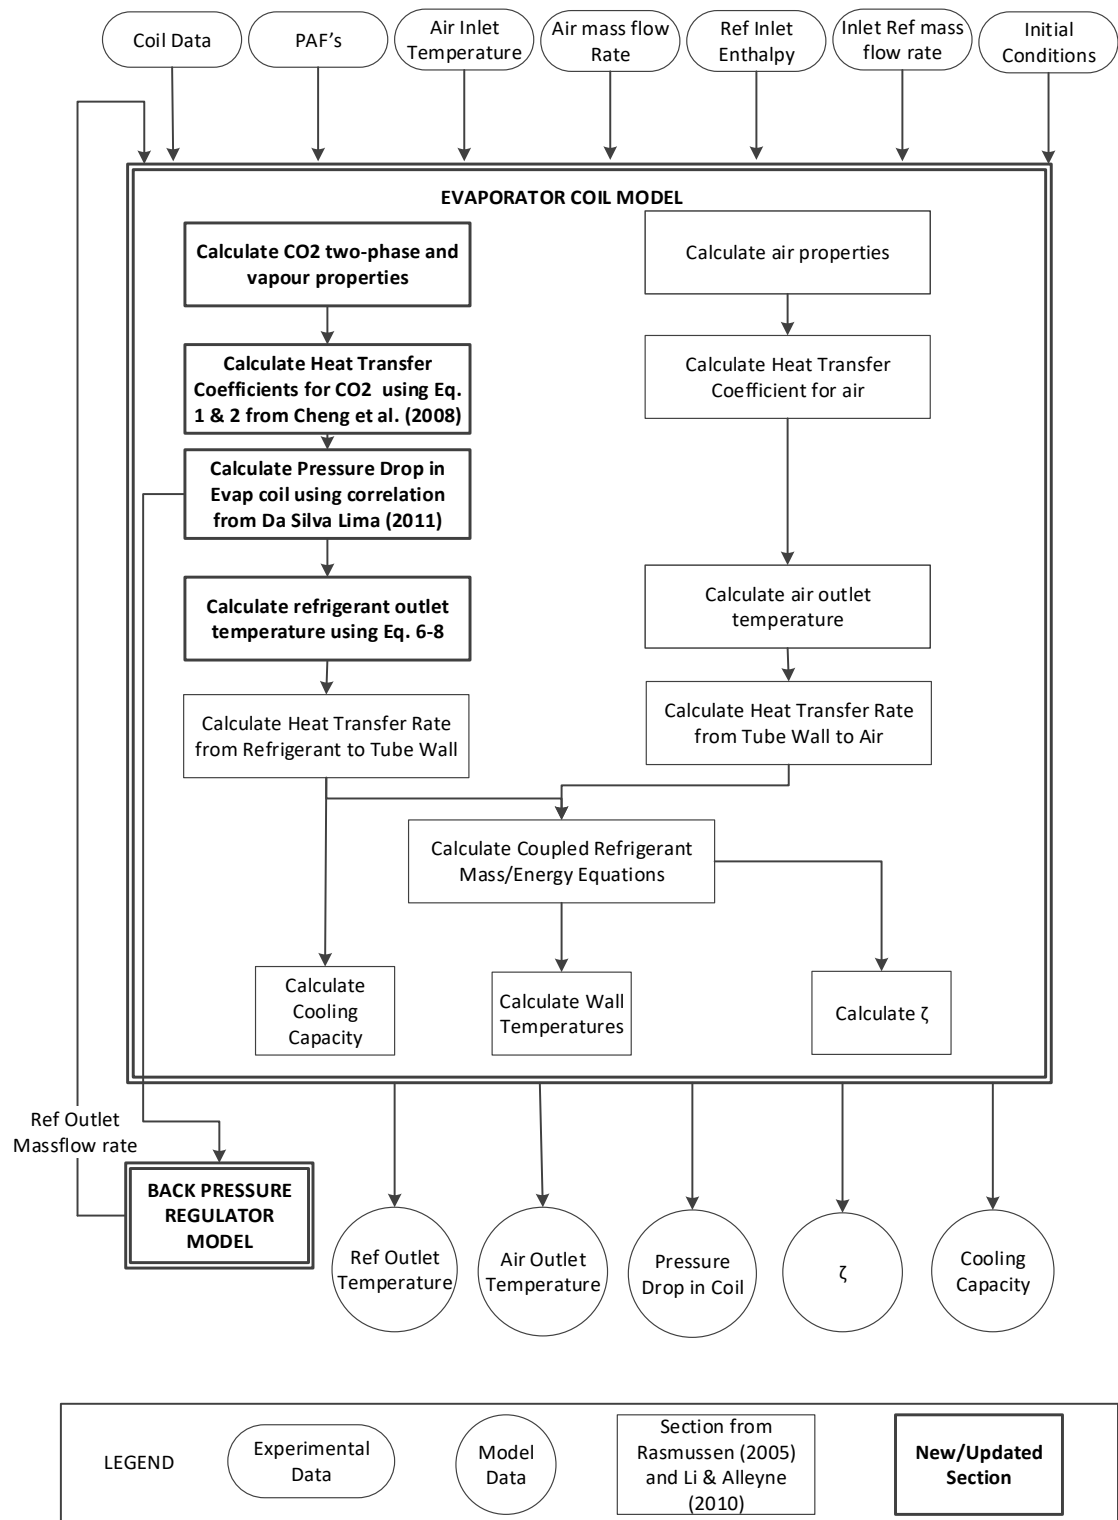 Coil Data
PAF's
Air Inlet
Temperature
Air mass flow
Rate
Ref Inlet
Enthalpy
Inlet Ref mass
flow rate
Initial
Conditions
EVAPORATOR COIL MODEL
Calculate CO2 two-phase and
vapour properties
Calculate air properties
Calculate Heat Transfer
Coefficients for CO2 using Eq.
1 & 2 from Cheng et al. (2008)
Calculate Heat Transfer
Coefficient for air
Calculate Pressure Drop in
Evap coil using correlation
from Da Silva Lima (2011)
Calculate refrigerant outlet
temperature using Eq. 6-8
Calculate air outlet
temperature
Calculate Heat Transfer Rate
from Refrigerant to Tube Wall
Calculate Heat Transfer Rate
from Tube Wall to Air
Calculate Coupled Refrigerant
Mass/Energy Equations
Calculate
Cooling
Capacity
Calculate Wall
Temperatures
Calculate ζ
Ref Outlet
Massflow rate
BACK PRESSURE
REGULATOR
MODEL
Ref Outlet
Temperature
Air Outlet
Temperature
Pressure
Drop in Coil
ζ
Cooling
Capacity
LEGEND
Experimental
Data
Model
Data
Section from
Rasmussen (2005)
and Li & Alleyne
(2010)
New/Updated
Section